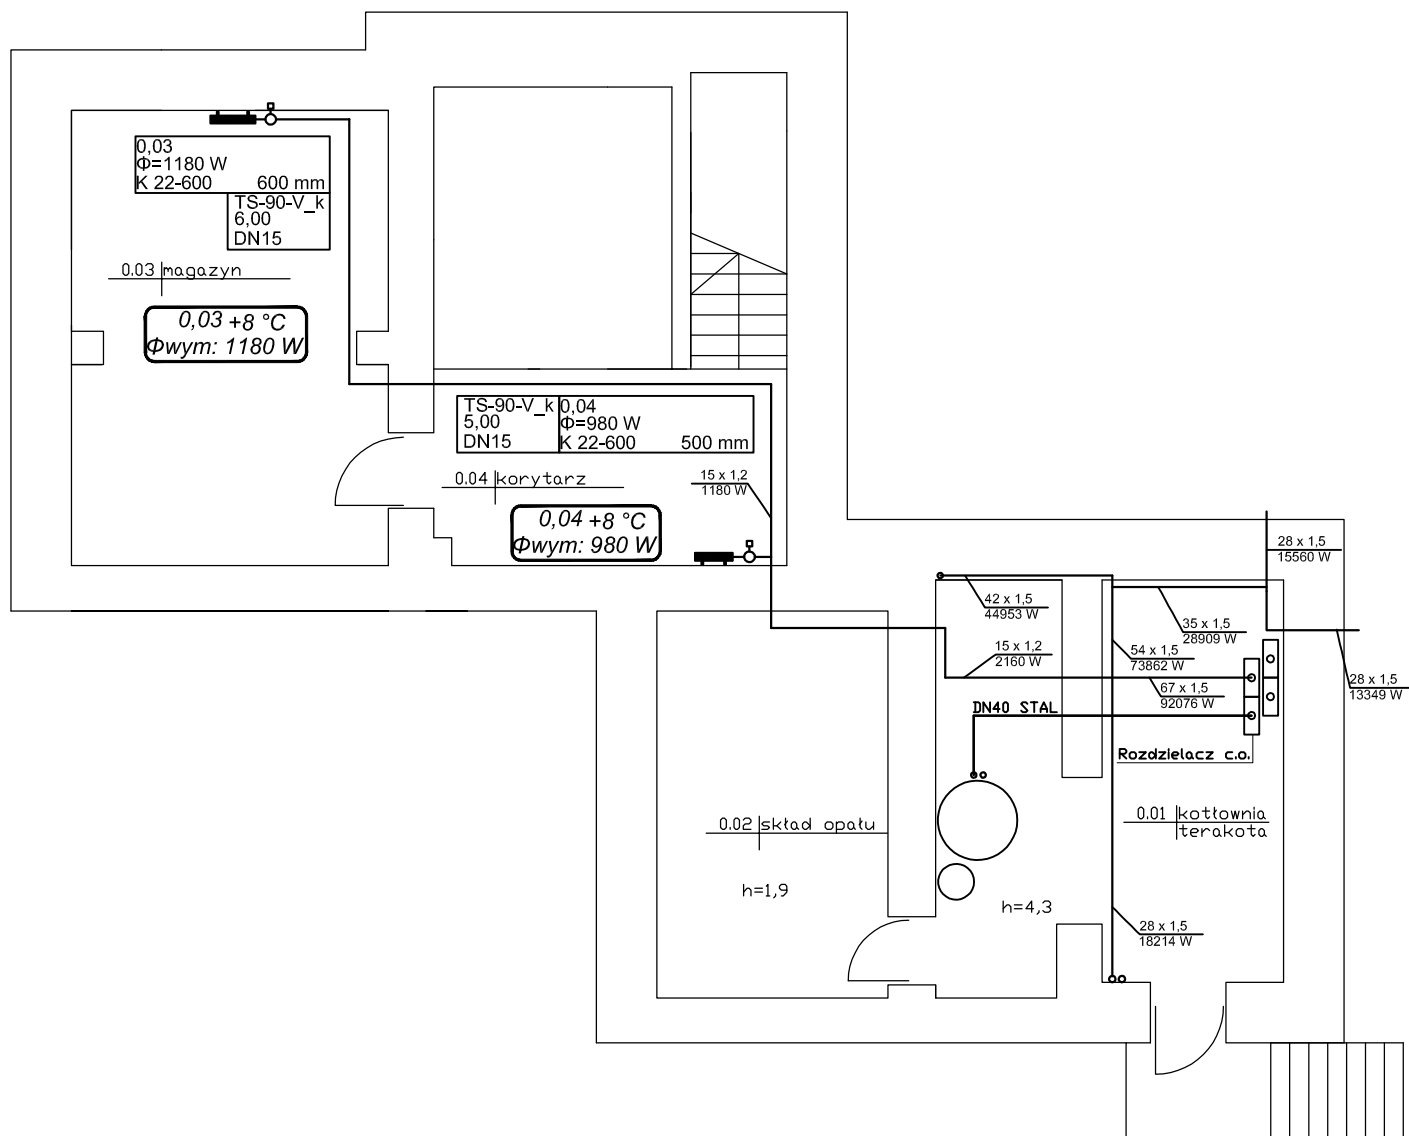 0,03
Φ=1180 W
K 22-600 600 mm
TS-90-V_k
6,00
DN15
0.03 magazyn
0,03 +8 °C
Φwym: 1180 W
TS-90-V_k 0,04
5,00 Φ=980 W
DN15 K 22-600 500 mm
0.04 korytarz
15 x 1,2
1180 W
0,04 +8 °C
Φwym: 980 W
28 x 1,5
15560 W
42 x 1,5
44953 W
35 x 1,5
28909 W
15 x 1,2
2160 W
54 x 1,5
73862 W
67 x 1,5
92076 W
28 x 1,5
13349 W
DN40 STAL
Rozdzielacz c.o.
0.02 skład opału
0.01 kotłownia
terakota
h=1,9
h=4,3
28 x 1,5
18214 W